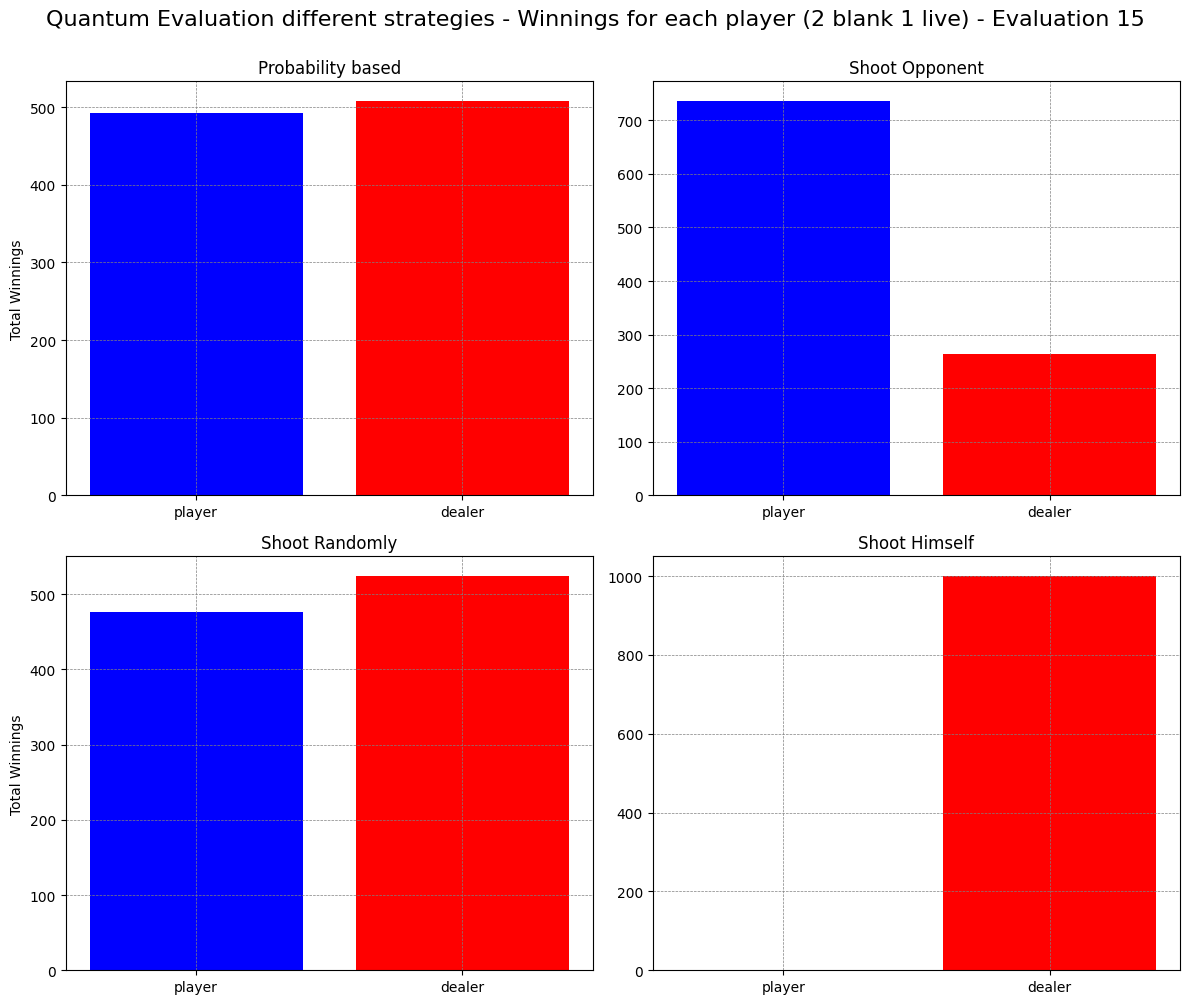 Quantum Evaluation different strategies - Winnings for each player (2 blank 1 live) - Evaluation 15
Probability based
Total Winnings
500
400
300
200
100
0
player dealer
Shoot Opponent
700
600
500
400
300
200
100
0
player dealer
Shoot Randomly
Total Winnings
500
400
300
200
100
0
player dealer
Shoot Himself
1000
800
600
400
200
0
player dealer